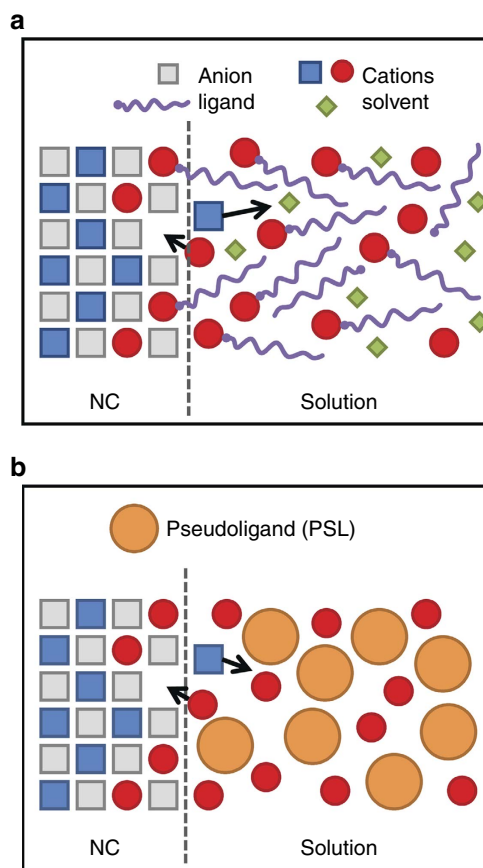 a
Anion
Cations
ligand
solvent
NC
Solution
b
Pseudoligand (PSL)
NC
Solution